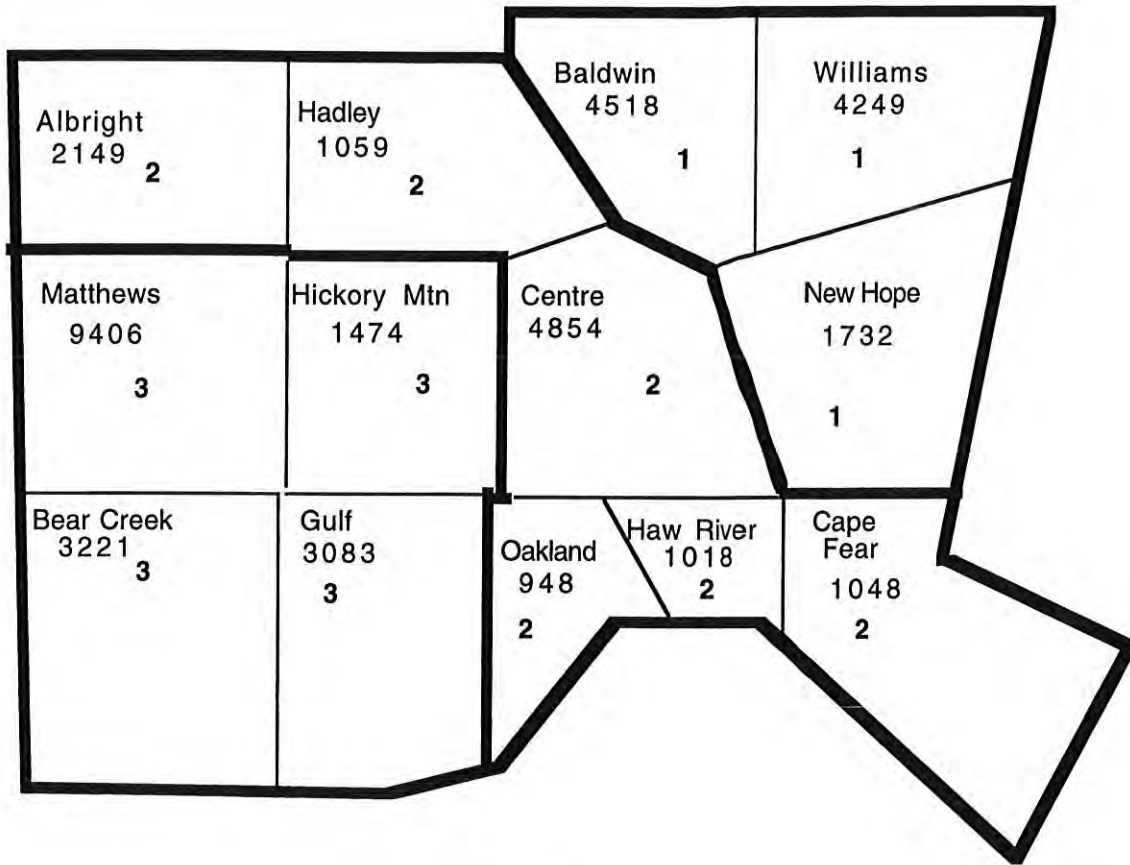 Baldwin
4518
1
Williams
4249
1
Albright
2149
2
Hadley
1059
2
Matthews
9406
3
Hickory Mtn
1474
3
Centre
4854
2
New Hope
1732
1
Bear Creek
3221
3
Gulf
3083
3
Oakland
948
2
Haw River
1018
2
Cape
Fear
1048
2